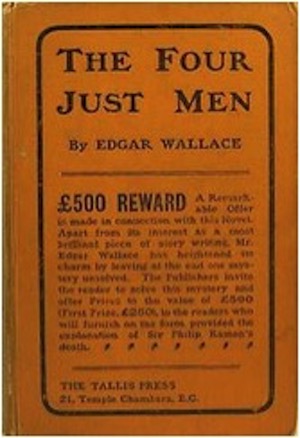 THE FOUR
JUST MEN
By EDGAR WALLACE
£500 REWARD A Remark-
able Offer
is made in connection with this Novel.
Apart from its interest as a most
brilliant piece of story writing, Mr.
Edgar Wallace has heightened its
charm by leaving at the end one mys-
tery unsolved. The Publishers invite
the reader to solve this mystery and
offer Prizes to the value of £500
(First Prize, £250), to the readers who
will furnish on the form provided the
explanation of Sir Philip Ramon's
death.
THE TALLIS PRESS
21, Temple Chambers, E.C.